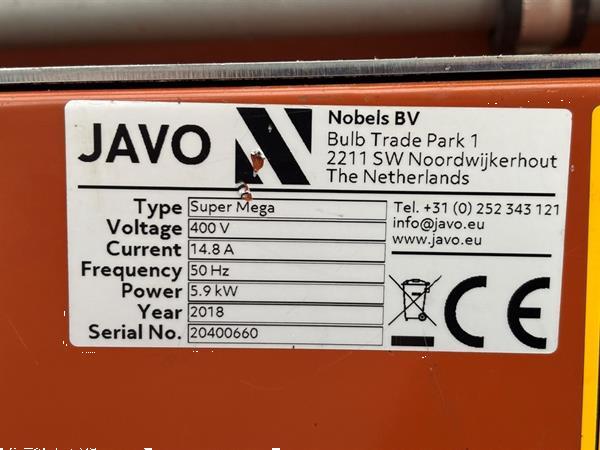 JAVO
Nobels BV
Bulb Trade Park 1
2211 SW Noordwijkerhout
The Netherlands
Type Super Mega
Voltage 400 V
Current 14.8 A
Frequency 50 Hz
Power 5.9 kW
Year 2018
Serial No. 20400660
Tel. +31 (0) 252 343 121
info@javo.eu
www.javo.eu
CE